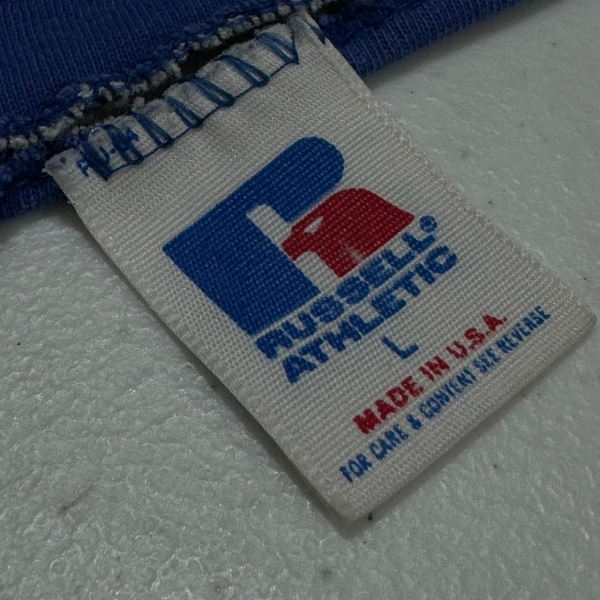 RUSSELL®
ATHLETIC
L
MADE IN U.S.A.
FOR CARE & CONTENT SEE REVERSE